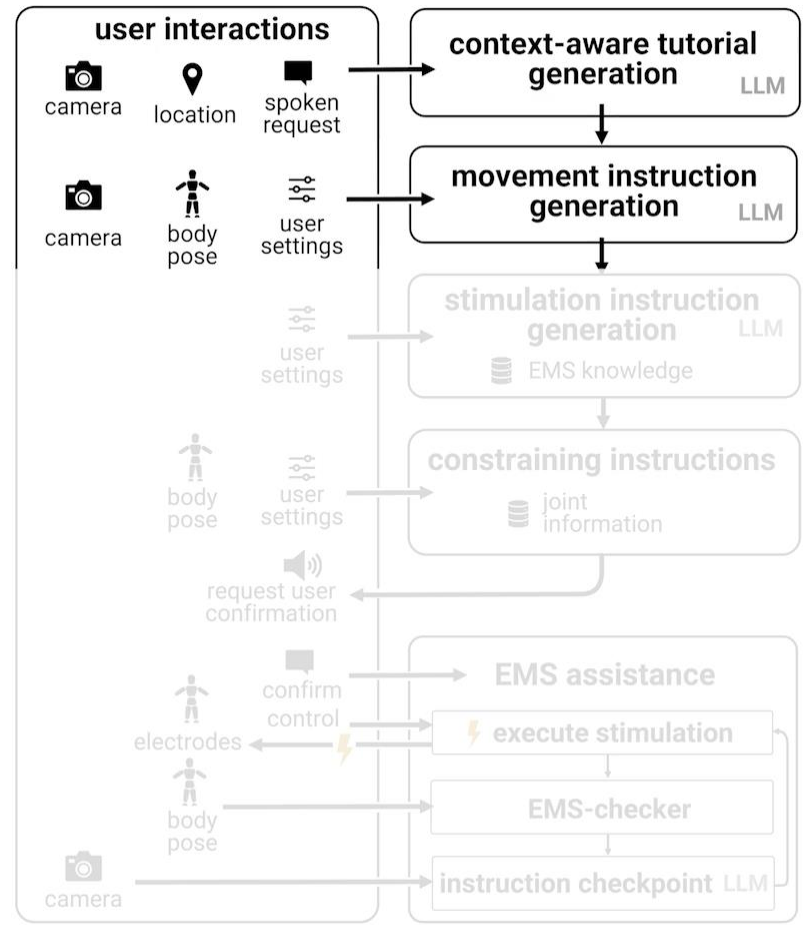 user interactions
context-aware tutorial
generation
LLM
camera
location
spoken
request
movement instruction
generation
LLM
camera
body
pose
user
settings
stimulation instruction
generation
LLM
EMS knowledge
user
settings
constraining instructions
joint
information
body
pose
user
settings
request user
confirmation
EMS assistance
confirm
control
execute stimulation
electrodes
EMS-checker
body
pose
instruction checkpoint LLM
camera